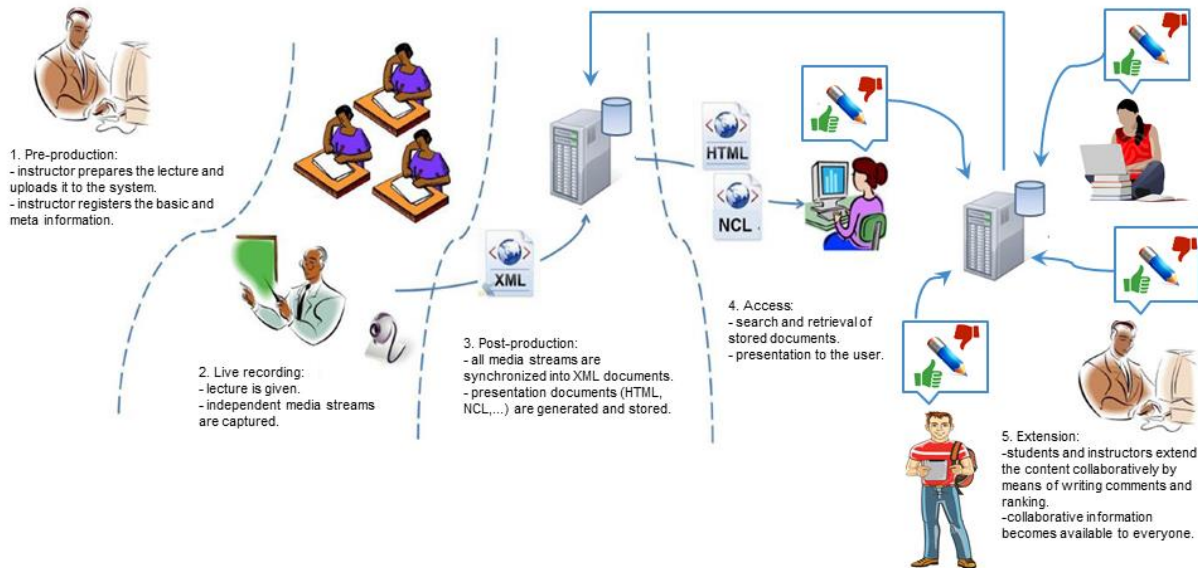 1. Pre-production:
- instructor prepares the lecture and
uploads it to the system.
- instructor registers the basic and
meta information.
2. Live recording:
- lecture is given.
- independent media streams
are captured.
XML
3. Post-production:
- all media streams are
synchronized into XML documents.
- presentation documents (HTML,
NCL,...) are generated and stored.
HTML
NCL
4. Access:
- search and retrieval of
stored documents.
- presentation to the user.
5. Extension:
-students and instructors extend
the content collaboratively by
means of writing comments and
ranking.
-collaborative information
becomes available to everyone.